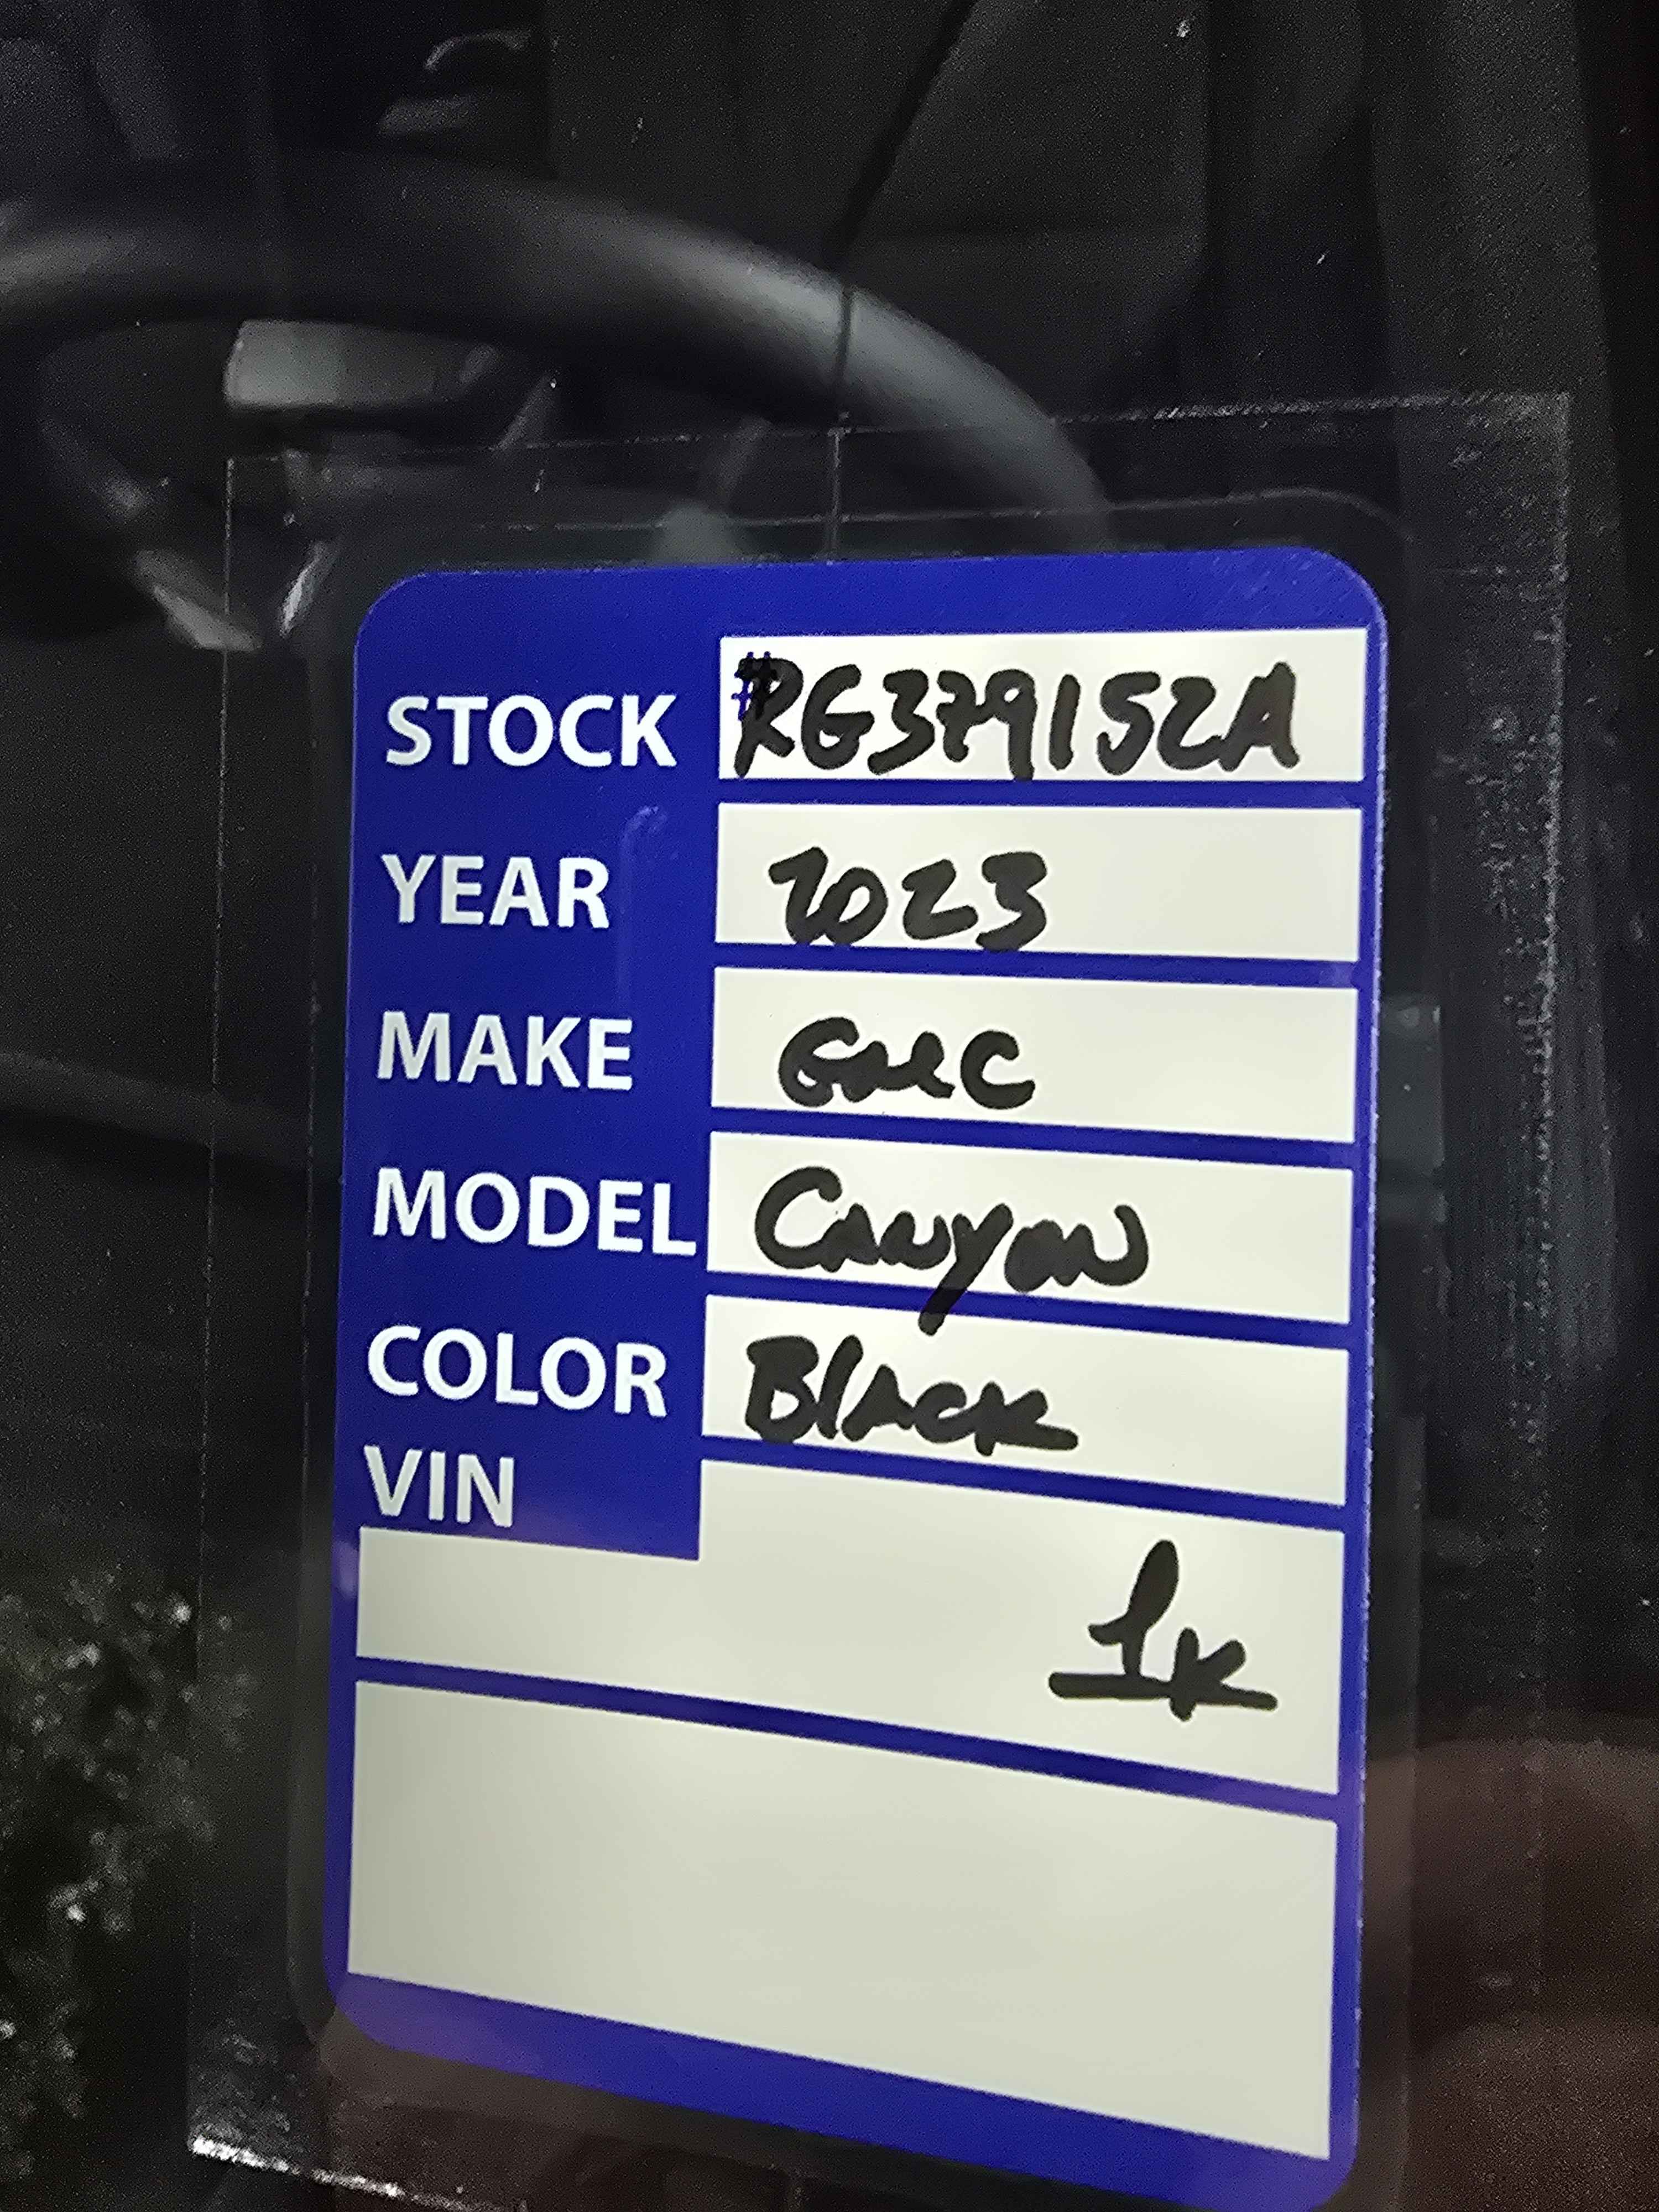 STOCK #RG379152A
YEAR 2023
MAKE GMC
MODEL Canyon
COLOR Black
VIN
1K